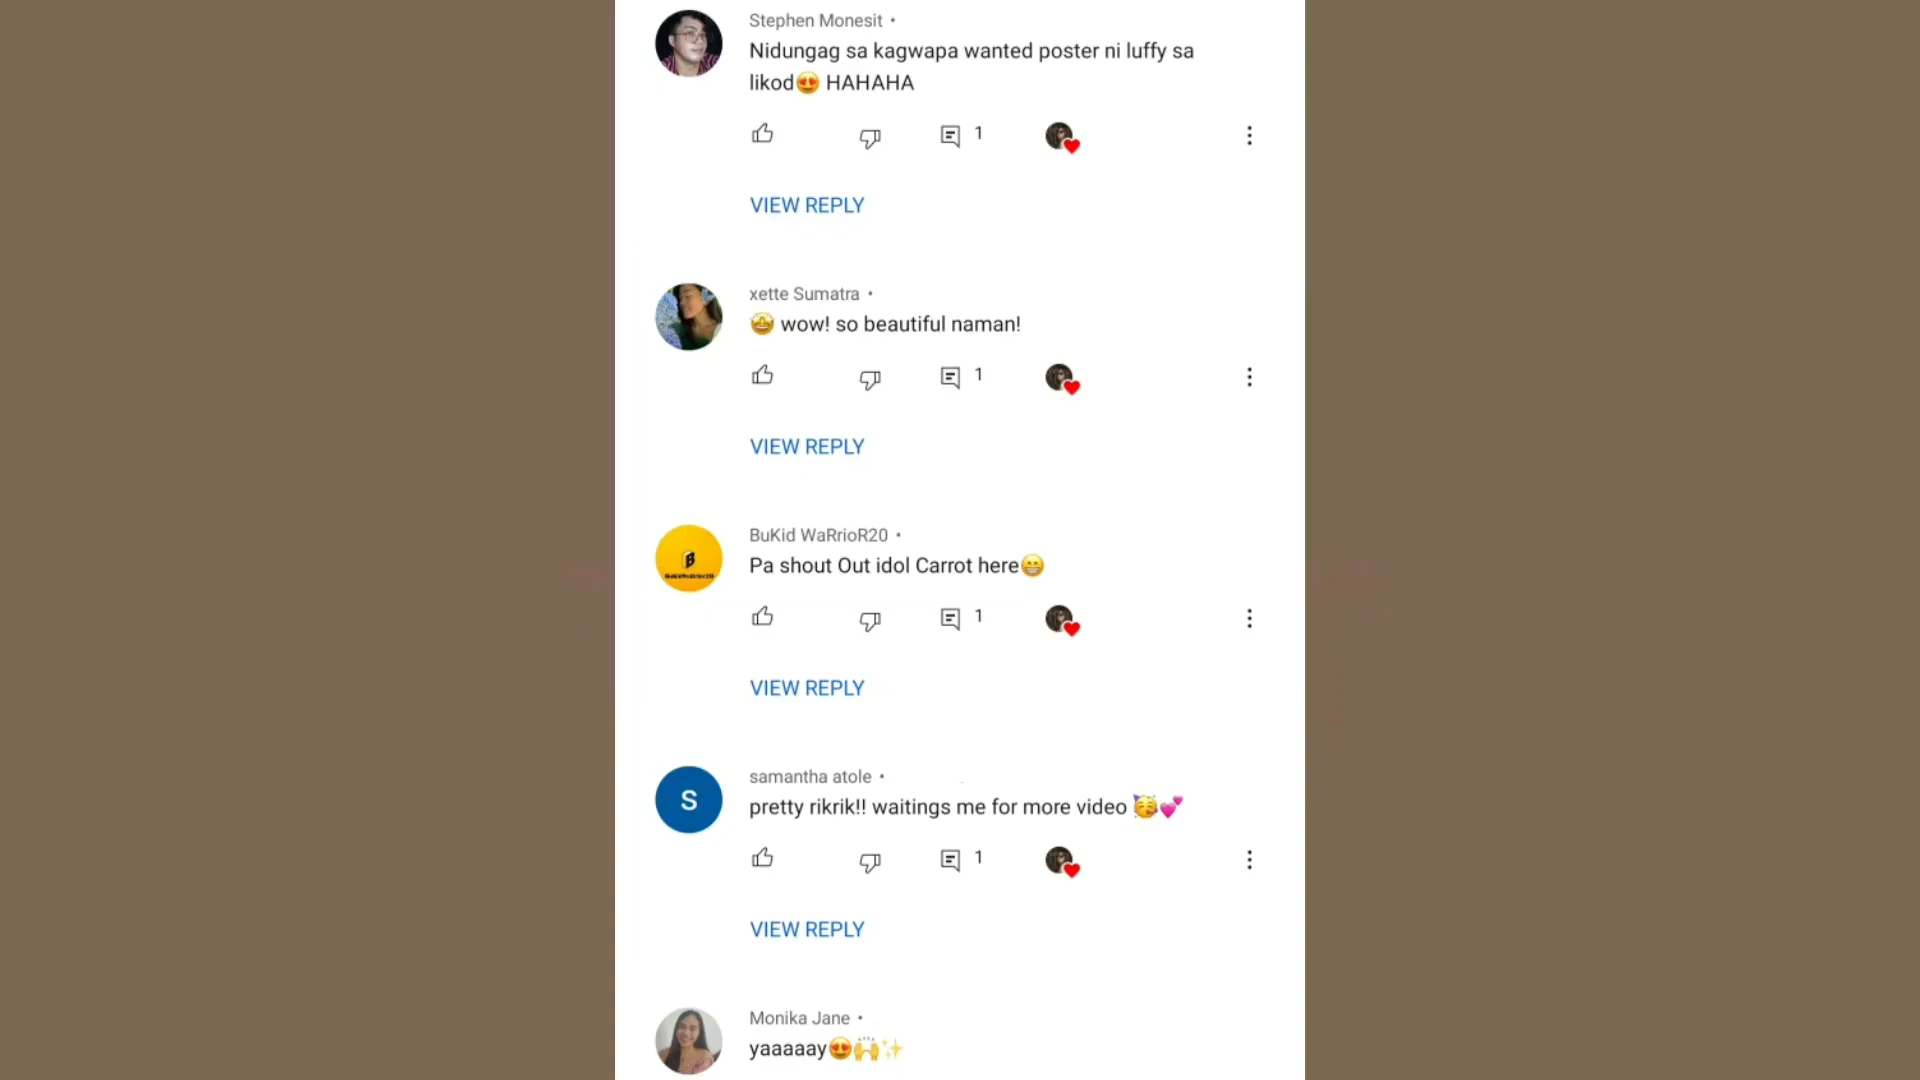 Stephen Monesit •
Nidungag sa kagwapa wanted poster ni luffy sa
likod😍 HAHAHA
1
VIEW REPLY
xette Sumatra •
🤩 wow! so beautiful naman!
1
VIEW REPLY
BuKid WaRrioR20 •
Pa shout Out idol Carrot here😁
1
VIEW REPLY
S
samantha atole •
pretty rikrik!! waitings me for more video 🥳💕
1
VIEW REPLY
Monika Jane •
yaaaaay😍🙌✨